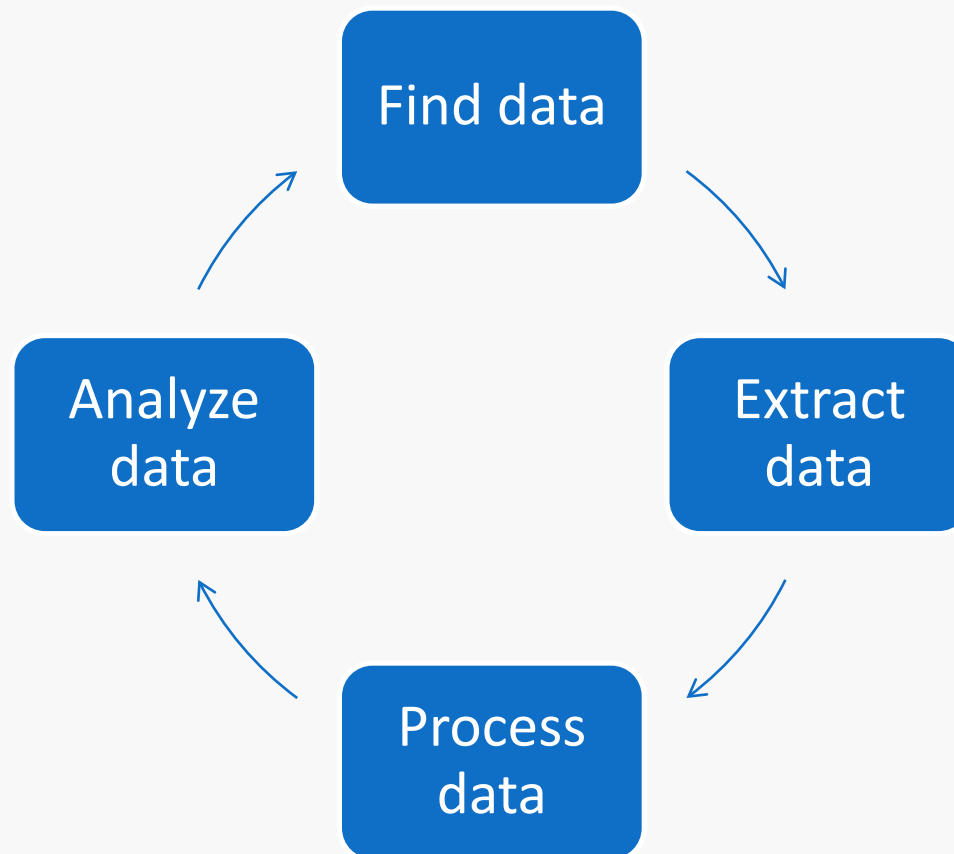 Find data
Extract
data
Process
data
Analyze
data